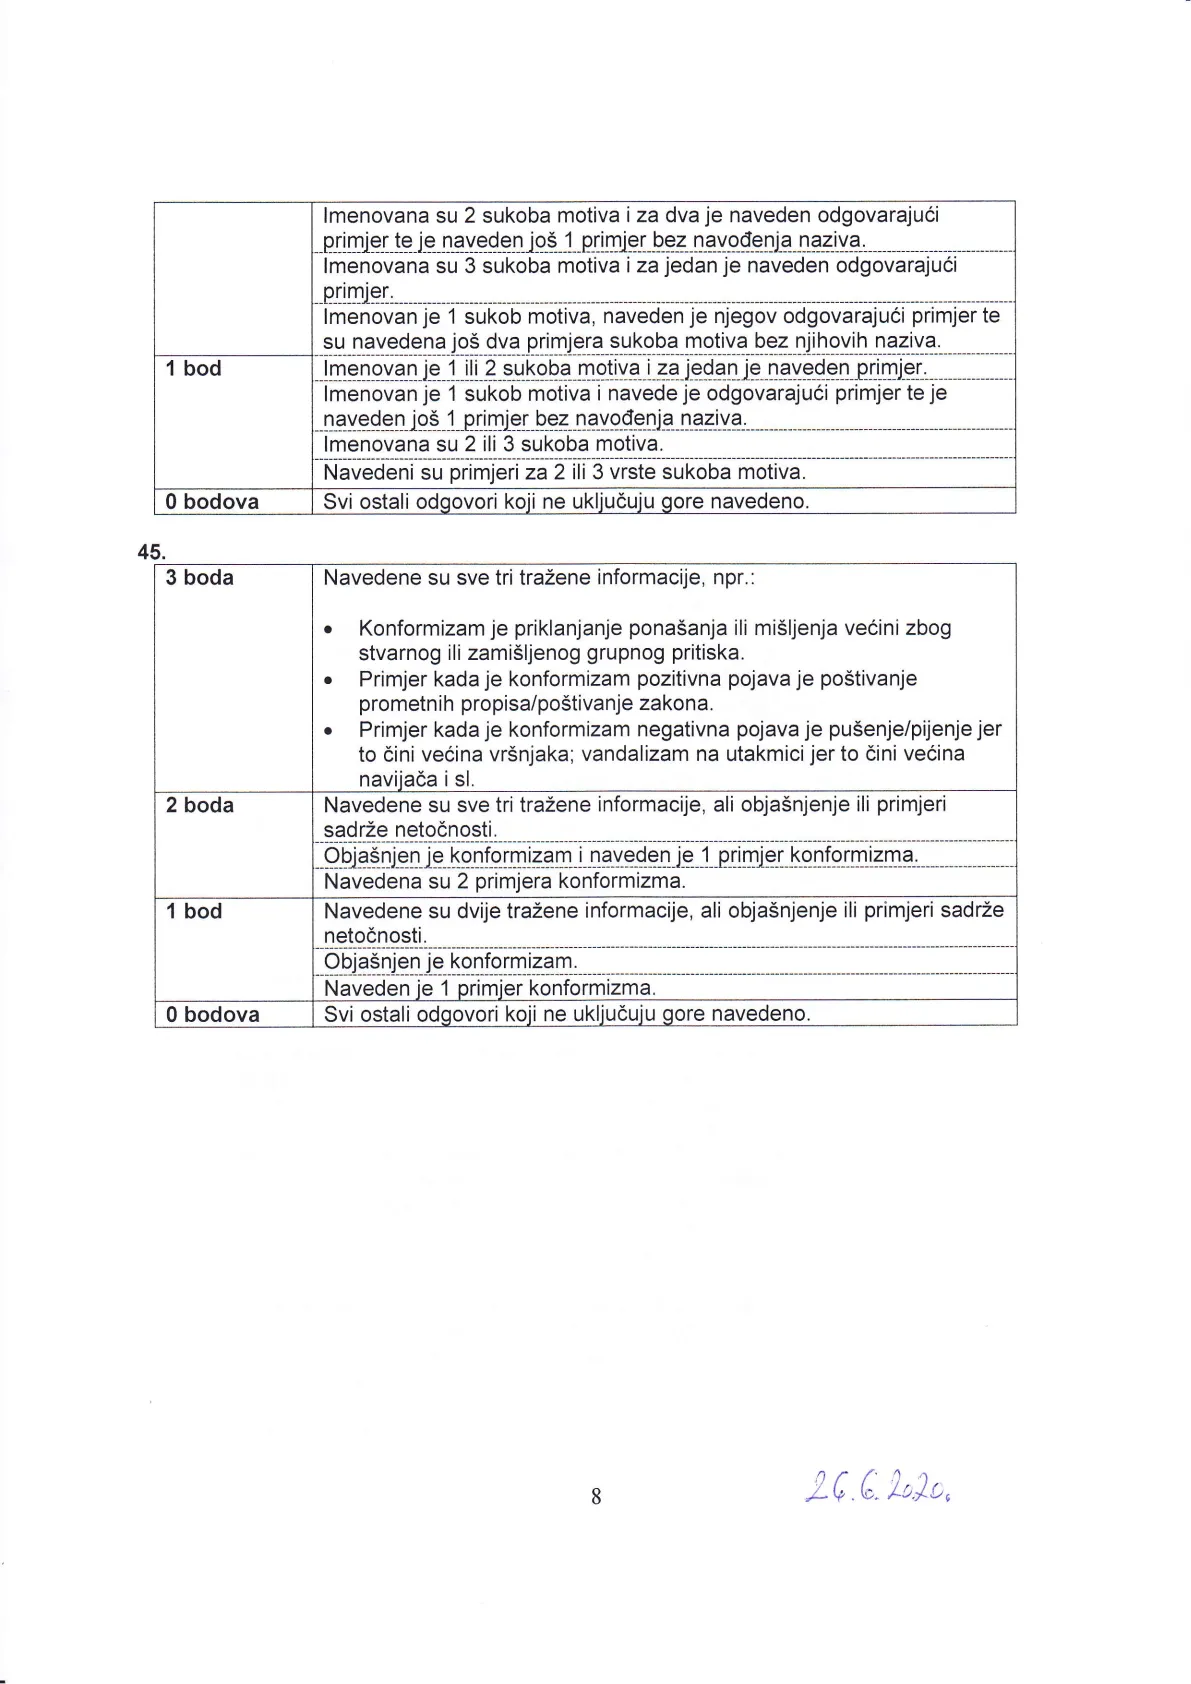 Imenovana su 2 sukoba motiva i za dva je naveden odgovarajući
primjer te je naveden još 1 primjer bez navođenja naziva.
Imenovana su 3 sukoba motiva i za jedan je naveden odgovarajući
primjer.
Imenovan je 1 sukob motiva, naveden je njegov odgovarajući primjer te
su navedena još dva primjera sukoba motiva bez njihovih naziva.
1 bod Imenovan je 1 ili 2 sukoba motiva i za jedan je naveden primjer.
Imenovan je 1 sukob motiva i navede je odgovarajući primjer te je
naveden još 1 primjer bez navođenja naziva.
Imenovana su 2 ili 3 sukoba motiva.
Navedeni su primjeri za 2 ili 3 vrste sukoba motiva.
0 bodova Svi ostali odgovori koji ne uključuju gore navedeno.
45.
3 boda Navedene su sve tri tražene informacije, npr.:
• Konformizam je priklanjanje ponašanja ili mišljenja većini zbog
stvarnog ili zamišljenog grupnog pritiska.
• Primjer kada je konformizam pozitivna pojava je poštivanje
prometnih propisa/poštivanje zakona.
• Primjer kada je konformizam negativna pojava je pušenje/pijenje jer
to čini većina vršnjaka; vandalizam na utakmici jer to čini većina
navijača i sl.
2 boda Navedene su sve tri tražene informacije, ali objašnjenje ili primjeri
sadrže netočnosti.
Objašnjen je konformizam i naveden je 1 primjer konformizma.
Navedena su 2 primjera konformizma.
1 bod Navedene su dvije tražene informacije, ali objašnjenje ili primjeri sadrže
netočnosti.
Objašnjen je konformizam.
Naveden je 1 primjer konformizma.
0 bodova Svi ostali odgovori koji ne uključuju gore navedeno.
8
26.6.2020.